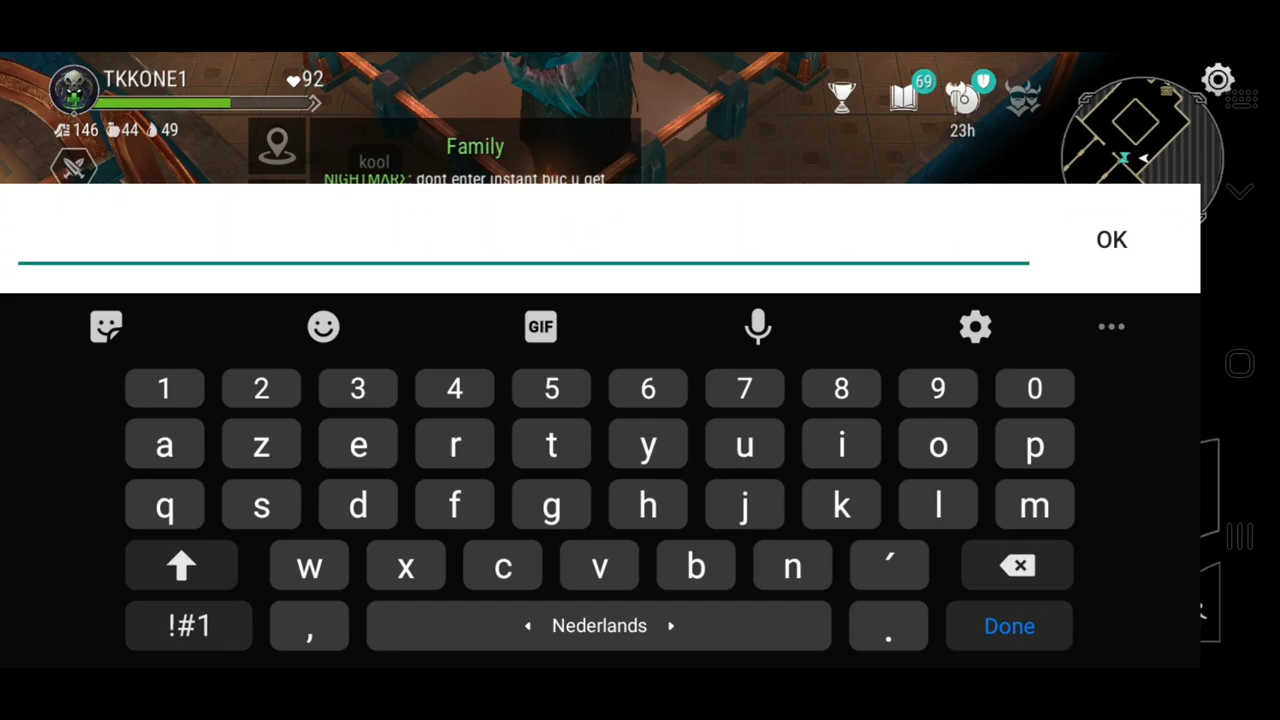 TKKONE1
92
69
146 44 49
23h
Family
kool
NIGHTMAR>: dont enter instant buc u get
OK
GIF
1 2 3 4 5 6 7 8 9 0
a z e r t y u i o p
q s d f g h j k l m
w x c v b n ´
!#1 , Nederlands . Done